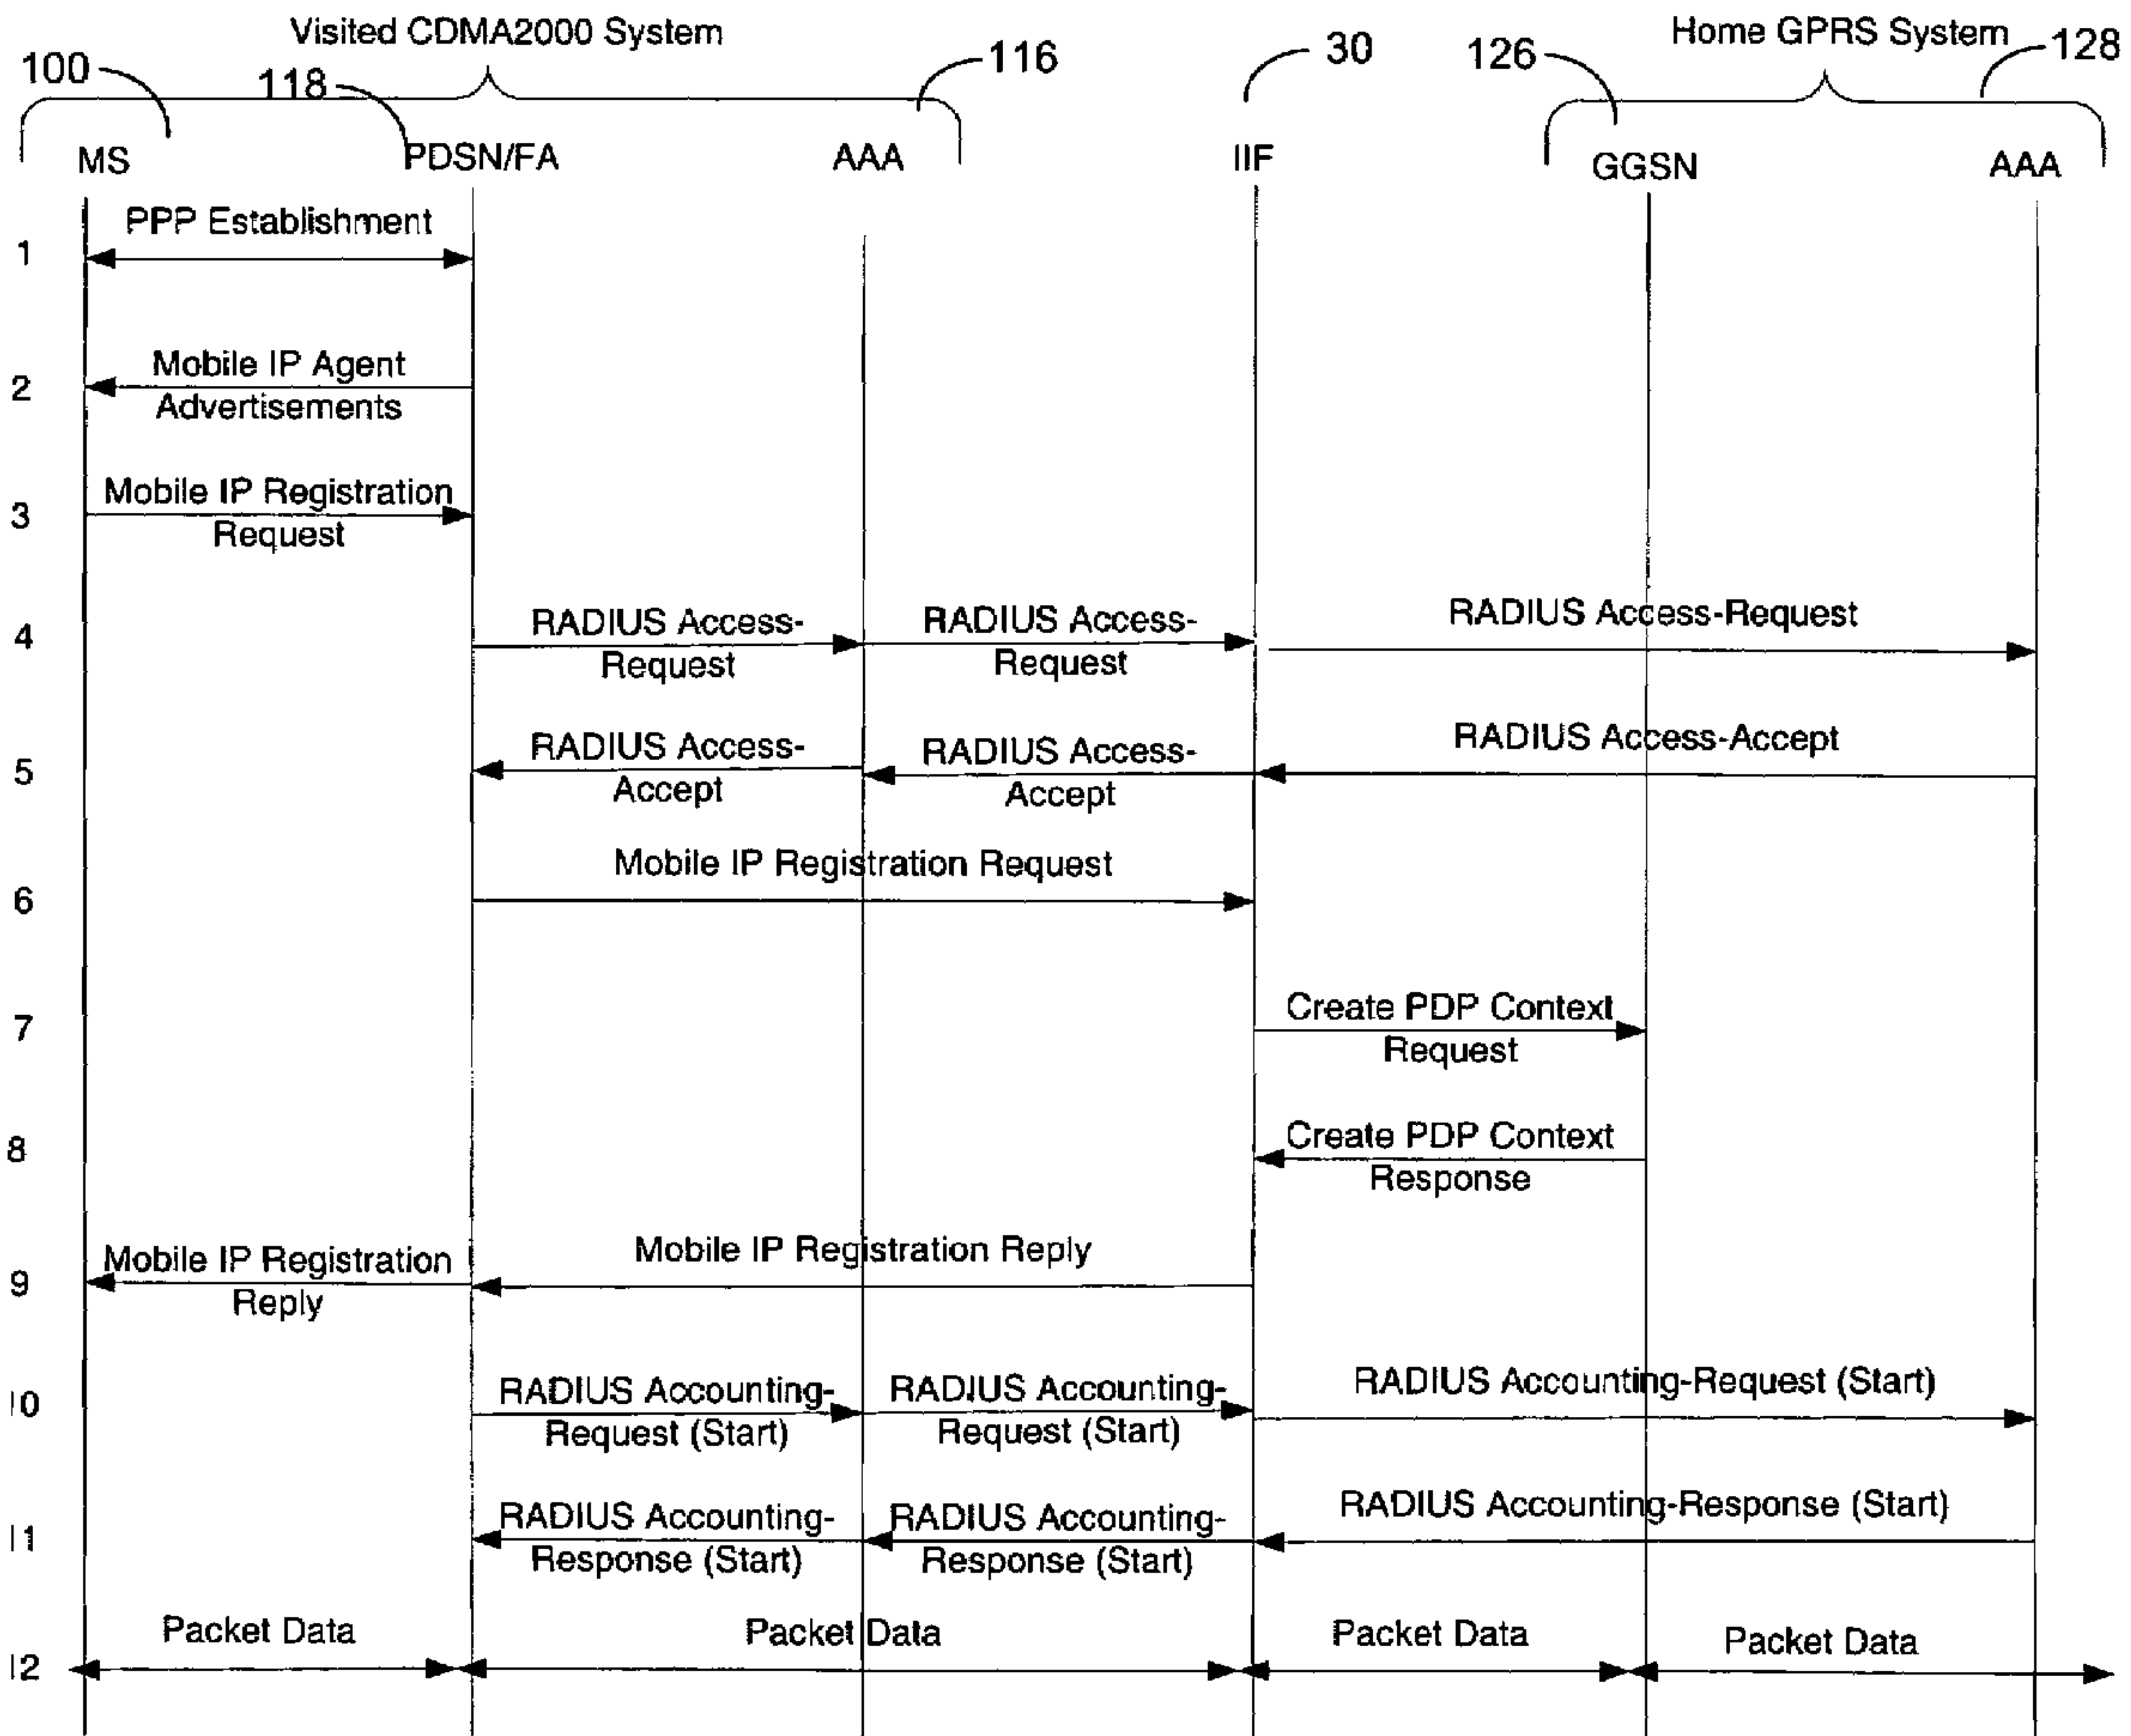 Visited CDMA2000 System
Home GPRS System
100
118
116
30
126
128
MS
PDSN/FA
AAA
IIF
GGSN
AAA
PPP Establishment
1
Mobile IP Agent
Advertisements
2
Mobile IP Registration
Request
3
RADIUS Access-
Request
RADIUS Access-
Request
RADIUS Access-Request
4
RADIUS Access-
Accept
RADIUS Access-
Accept
RADIUS Access-Accept
5
Mobile IP Registration Request
6
Create PDP Context
Request
7
Create PDP Context
Response
8
Mobile IP Registration
Reply
Mobile IP Registration Reply
9
RADIUS Accounting-
Request (Start)
RADIUS Accounting-
Request (Start)
RADIUS Accounting-Request (Start)
10
RADIUS Accounting-
Response (Start)
RADIUS Accounting-
Response (Start)
RADIUS Accounting-Response (Start)
11
Packet Data
Packet Data
Packet Data
Packet Data
12